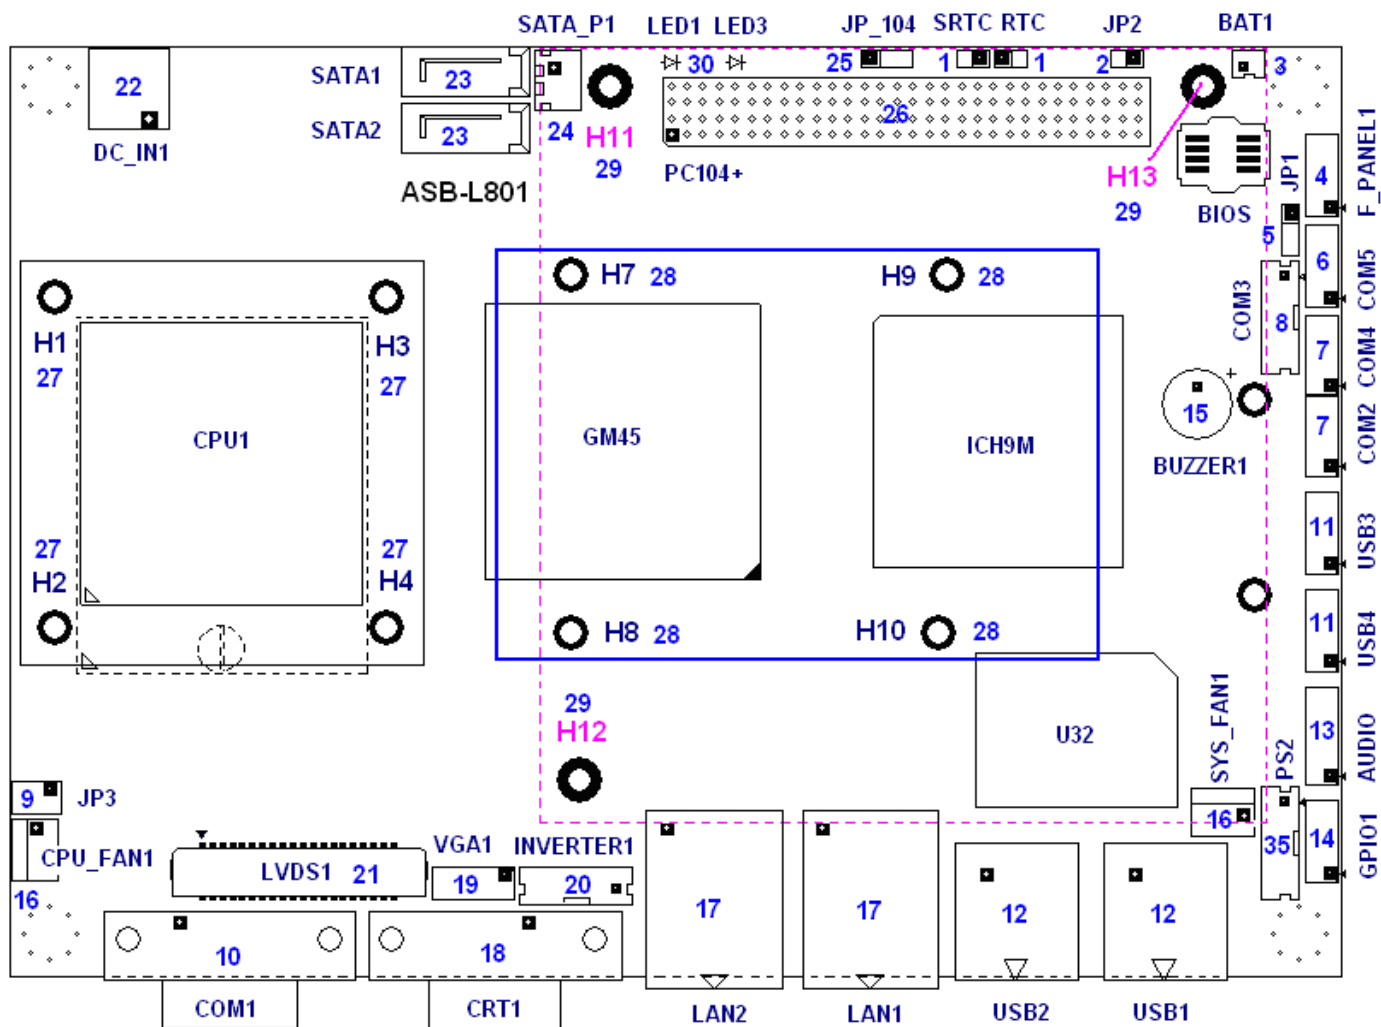 SATA_P1
LED1 LED3
JP_104
SRTC RTC
JP2
BAT1
22
SATA1
23
30
25
1
1
2
3
SATA2
23
24
26
DC_IN1
H11
29
PC104+
ASB-L801
H13
29
BIOS
JP1
5
4
F_PANEL1
6
COM5
H7 28
H9 28
COM3
8
H1
27
H3
27
7
COM4
15
BUZZER1
7
COM2
CPU1
GM45
ICH9M
11
USB3
27
H2
27
H4
H8 28
H10 28
11
USB4
29
H12
U32
SYS_FAN1
16
PS2
35
13
AUDIO
9 JP3
CPU_FAN1
16
14
GPIO1
LVDS1 21
VGA1
19
INVERTER1
20
10
18
17
17
12
12
COM1
CRT1
LAN2
LAN1
USB2
USB1